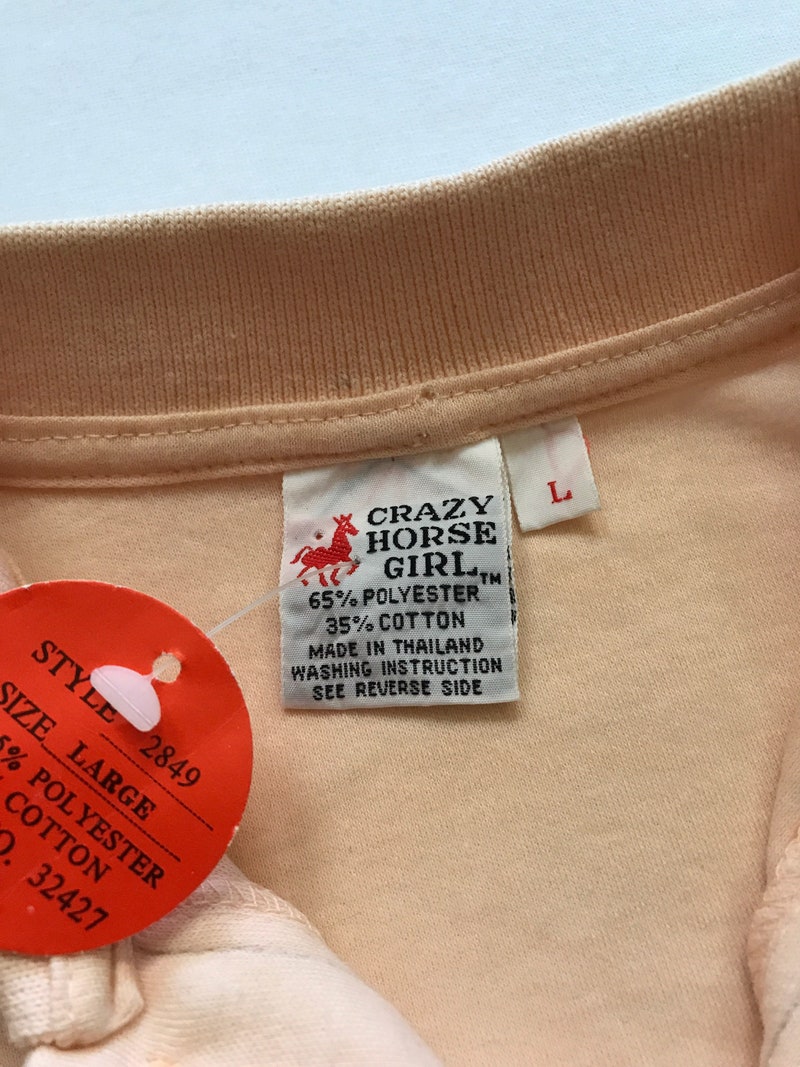 CRAZY
HORSE
GIRL™
65% POLYESTER
35% COTTON
MADE IN THAILAND
WASHING INSTRUCTION
SEE REVERSE SIDE
L
STYLE 2849
SIZE LARGE
5% POLYESTER
% COTTON
O. 32427